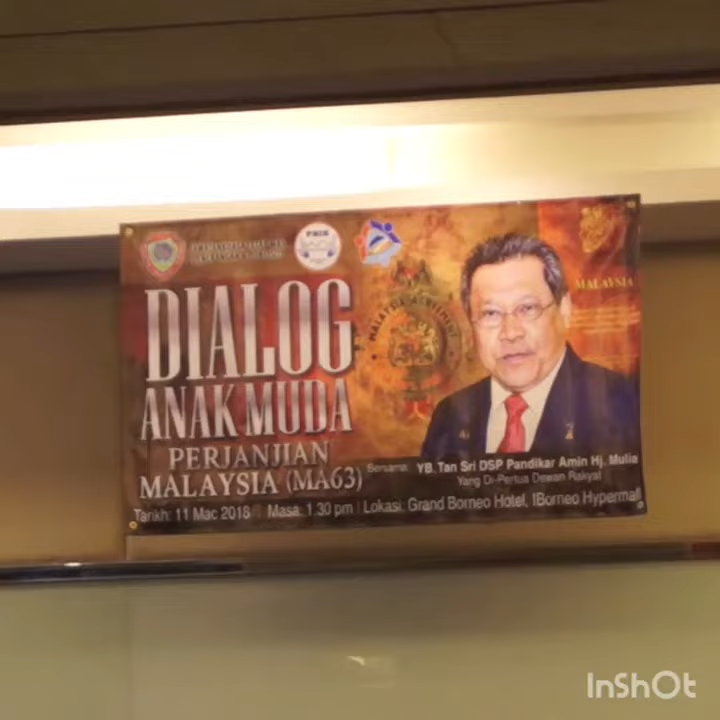 DIALOG
ANAK MUDA
PERJANJIAN
MALAYSIA (MA63)
MALAYSIA
Bersama: YB. Tan Sri DSP Pandikar Amin Hj. Mulia
Yang Di-Pertua Dewan Rakyat
Tarikh: 11 Mac 2018 Masa: 1.30 pm | Lokasi: Grand Borneo Hotel, 1Borneo Hypermall
InShOt